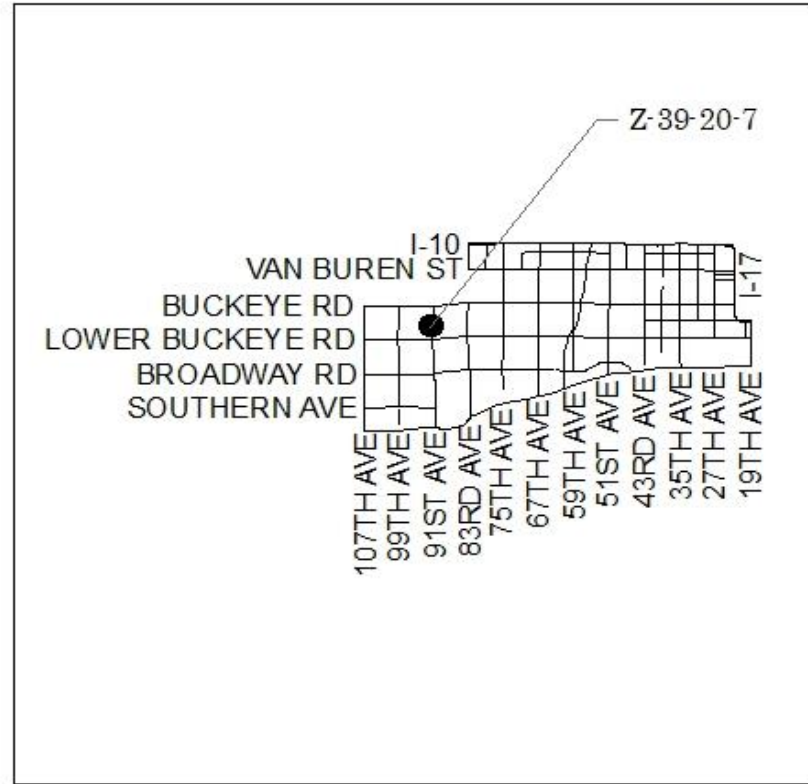 Z-39-20-7
I-10
VAN BUREN ST
I-17
BUCKEYE RD
LOWER BUCKEYE RD
BROADWAY RD
SOUTHERN AVE
107TH AVE
99TH AVE
91ST AVE
83RD AVE
75TH AVE
67TH AVE
59TH AVE
51ST AVE
43RD AVE
35TH AVE
27TH AVE
19TH AVE